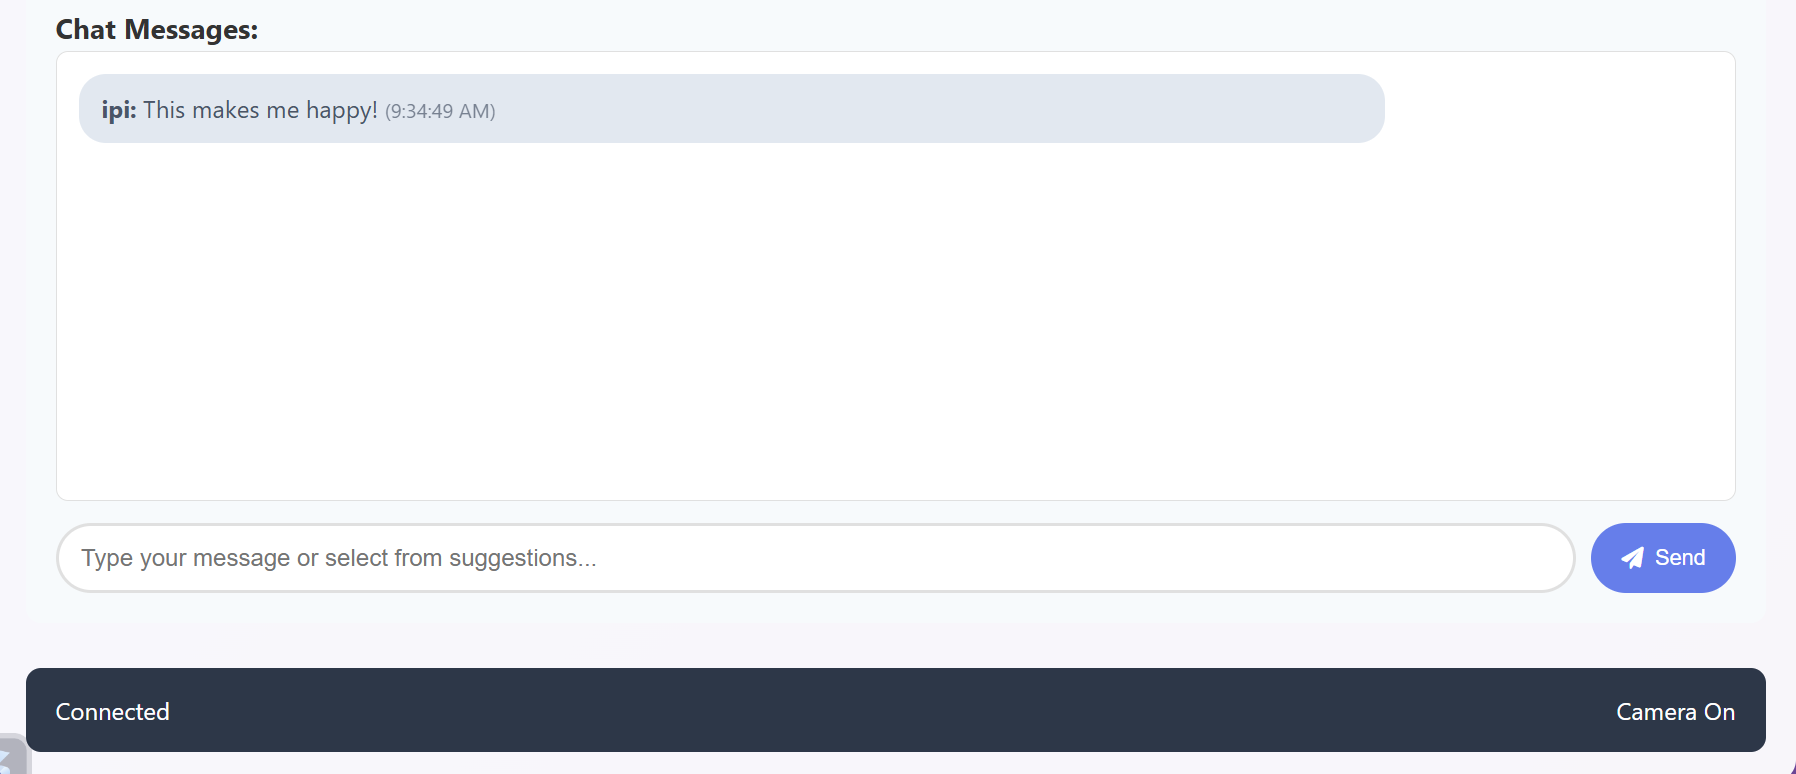 Chat Messages:
ipi: This makes me happy! (9:34:49 AM)
Type your message or select from suggestions...
Send
Connected
Camera On